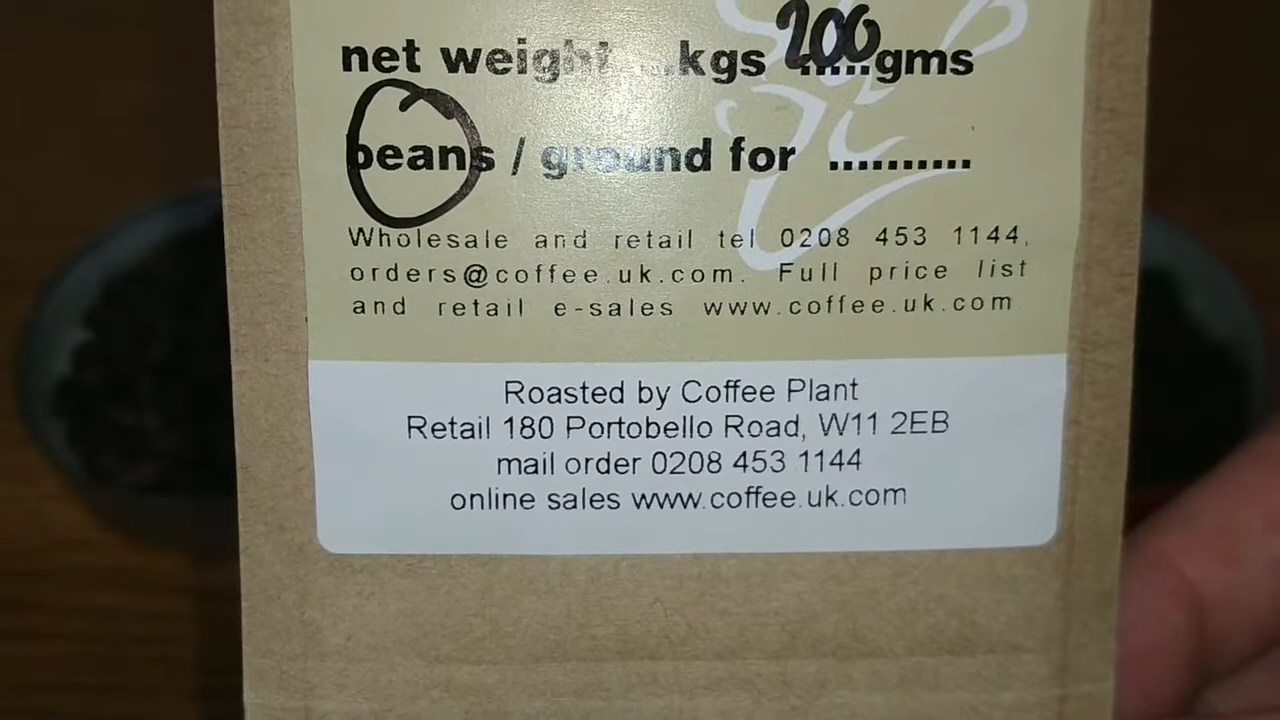 net weight ...kgs 200 gms
beans / ground for ..........
Wholesale and retail tel 0208 453 1144,
orders@coffee.uk.com. Full price list
and retail e-sales www.coffee.uk.com
Roasted by Coffee Plant
Retail 180 Portobello Road, W11 2EB
mail order 0208 453 1144
online sales www.coffee.uk.com